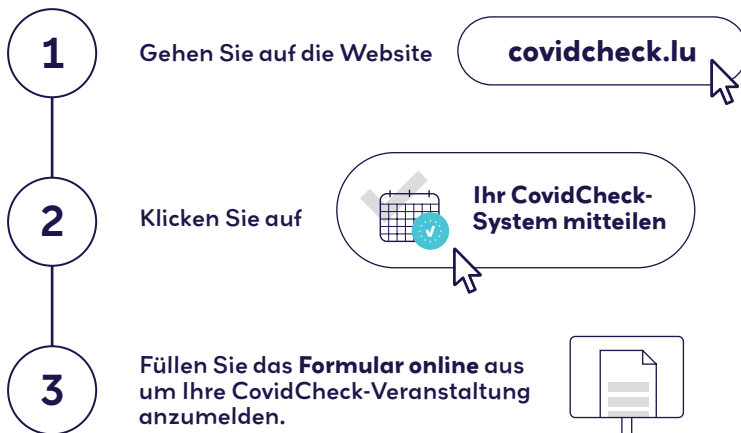 1
Gehen Sie auf die Website
covidcheck.lu
2
Klicken Sie auf
Ihr CovidCheck-
System mitteilen
3
Füllen Sie das Formular online aus
um Ihre CovidCheck-Veranstaltung
anzumelden.